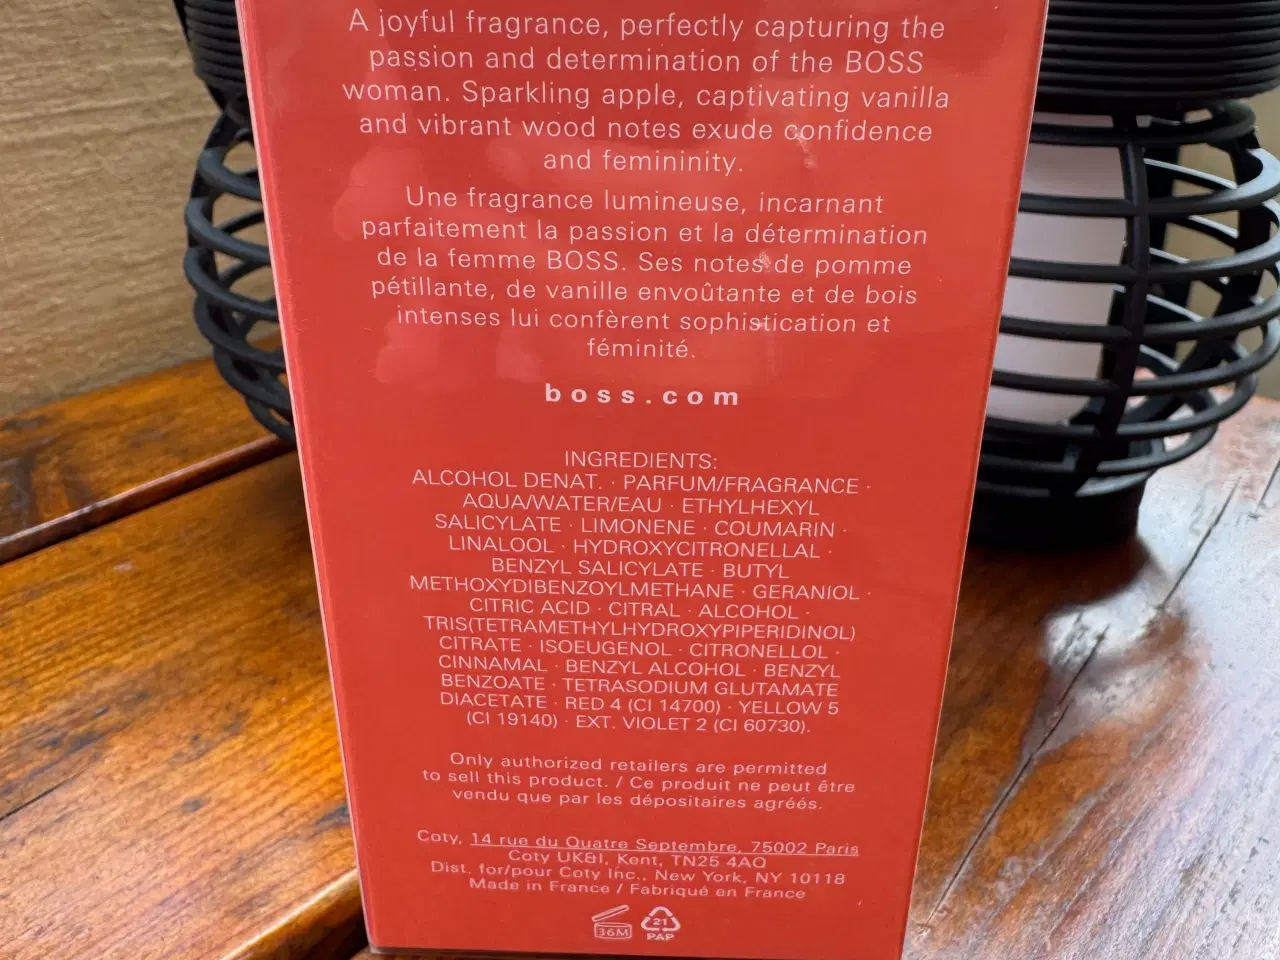 A joyful fragrance, perfectly capturing the
passion and determination of the BOSS
woman. Sparkling apple, captivating vanilla
and vibrant wood notes exude confidence
and femininity.
Une fragrance lumineuse, incarnant
parfaitement la passion et la détermination
de la femme BOSS. Ses notes de pomme
pétillante, de vanille envoûtante et de bois
intenses lui confèrent sophistication et
féminité.
boss.com
INGREDIENTS:
ALCOHOL DENAT. · PARFUM/FRAGRANCE ·
AQUA/WATER/EAU · ETHYLHEXYL
SALICYLATE · LIMONENE · COUMARIN ·
LINALOOL · HYDROXYCITRONELLAL ·
BENZYL SALICYLATE · BUTYL
METHOXYDIBENZOYLMETHANE · GERANIOL ·
CITRIC ACID · CITRAL · ALCOHOL ·
TRIS(TETRAMETHYLHYDROXYPIPERIDINOL)
CITRATE · ISOEUGENOL · CITRONELLOL ·
CINNAMAL · BENZYL ALCOHOL · BENZYL
BENZOATE · TETRASODIUM GLUTAMATE
DIACETATE · RED 4 (CI 14700) · YELLOW 5
(CI 19140) · EXT. VIOLET 2 (CI 60730).
Only authorized retailers are permitted
to sell this product. / Ce produit ne peut être
vendu que par les dépositaires agréés.
Coty, 14 rue du Quatre Septembre, 75002 Paris
Coty UK&I, Kent, TN25 4AQ
Dist. for/pour Coty Inc., New York, NY 10118
Made in France / Fabriqué en France
36M
21
PAP